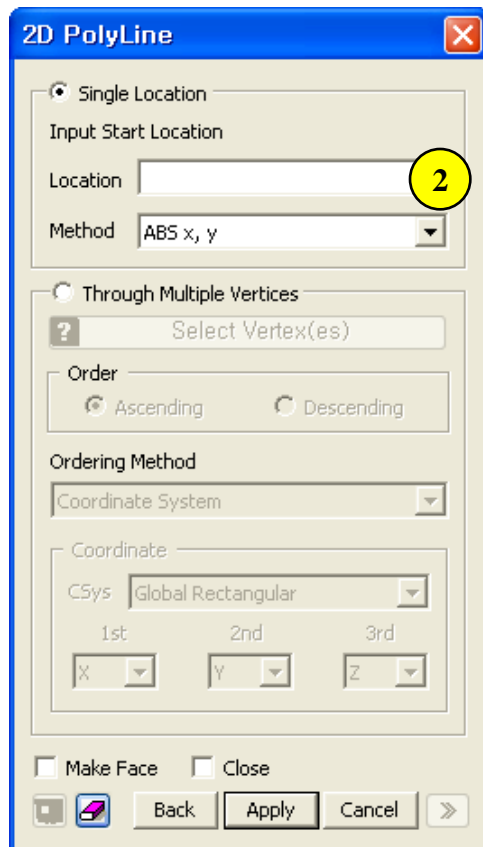 2D PolyLine
Single Location
Input Start Location
Location
2
Method ABS x, y
Through Multiple Vertices
? Select Vertex(es)
Order
Ascending Descending
Ordering Method
Coordinate System
Coordinate
CSys Global Rectangular
1st 2nd 3rd
X Y Z
Make Face Close
Back Apply Cancel >>